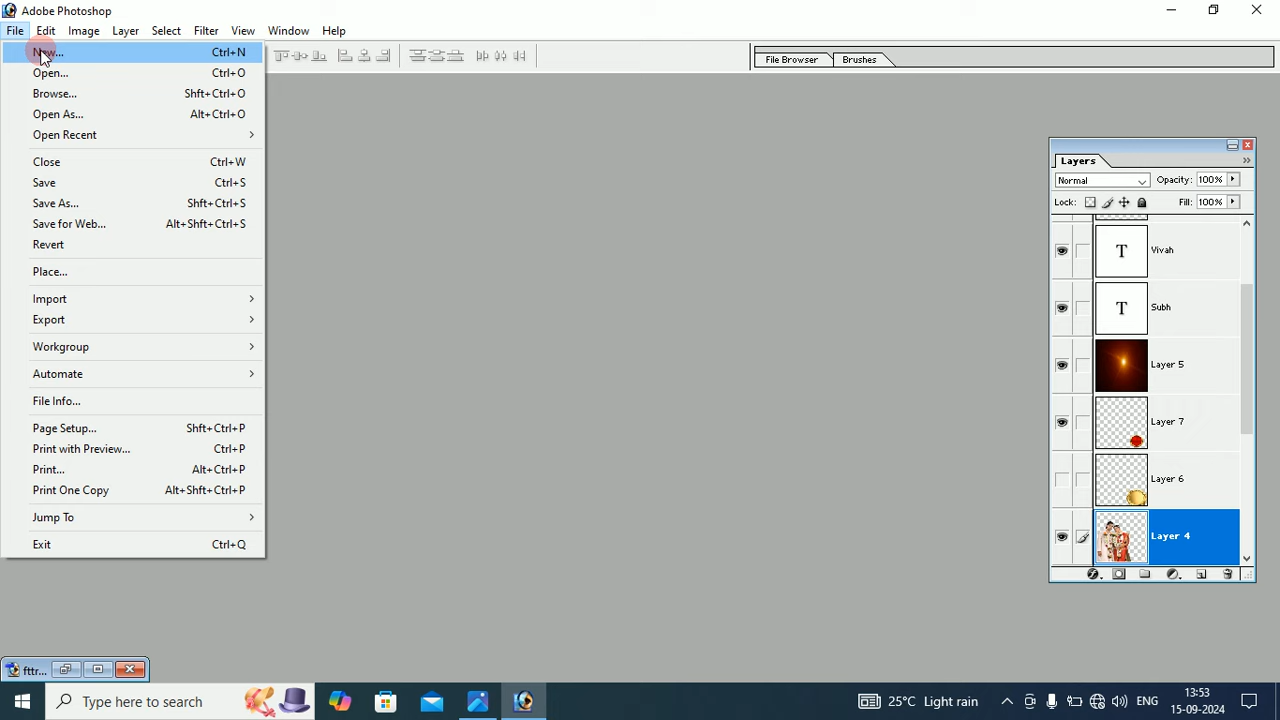 Adobe Photoshop
File Edit Image Layer Select Filter View Window Help
New... Ctrl+N
Open... Ctrl+O
Browse... Shft+Ctrl+O
Open As... Alt+Ctrl+O
Open Recent
Close Ctrl+W
Save Ctrl+S
Save As... Shft+Ctrl+S
Save for Web... Alt+Shft+Ctrl+S
Revert
Place...
Import
Export
Workgroup
Automate
File Info...
Page Setup... Shft+Ctrl+P
Print with Preview... Ctrl+P
Print... Alt+Ctrl+P
Print One Copy Alt+Shft+Ctrl+P
Jump To
Exit Ctrl+Q
File Browser Brushes
Layers
Normal Opacity: 100%
Lock: Fill: 100%
T Vivah
T Subh
Layer 5
Layer 7
Layer 6
Layer 4
fttr...
Type here to search
25°C Light rain ENG 13:53
15-09-2024